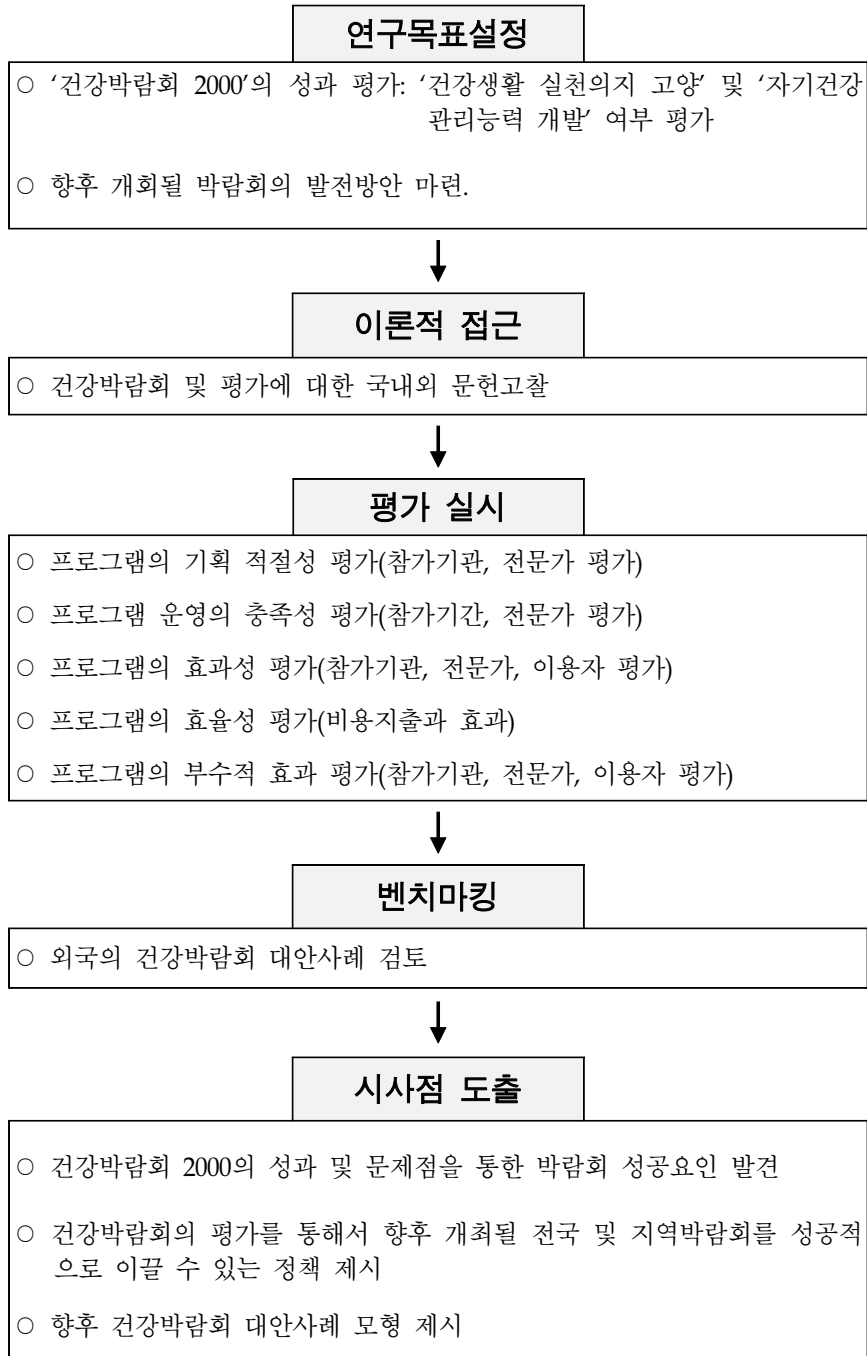 연구목표설정
○ ‘건강박람회 2000’의 성과 평가: ‘건강생활 실천의지 고양’ 및 ‘자기건강
관리능력 개발’ 여부 평가
○ 향후 개회될 박람회의 발전방안 마련.
이론적 접근
○ 건강박람회 및 평가에 대한 국내외 문헌고찰
평가 실시
○ 프로그램의 기획 적절성 평가(참가기관, 전문가 평가)
○ 프로그램 운영의 충족성 평가(참가기간, 전문가 평가)
○ 프로그램의 효과성 평가(참가기관, 전문가, 이용자 평가)
○ 프로그램의 효율성 평가(비용지출과 효과)
○ 프로그램의 부수적 효과 평가(참가기관, 전문가, 이용자 평가)
벤치마킹
○ 외국의 건강박람회 대안사례 검토
시사점 도출
○ 건강박람회 2000의 성과 및 문제점을 통한 박람회 성공요인 발견
○ 건강박람회의 평가를 통해서 향후 개최될 전국 및 지역박람회를 성공적
으로 이끌 수 있는 정책 제시
○ 향후 건강박람회 대안사례 모형 제시